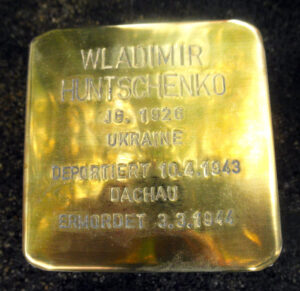 WLADIMIR
HUNTSCHENKO
JG. 1926
UKRAINE
DEPORTIERT 10.4.1943
DACHAU
ERMORDET 3.3.1944